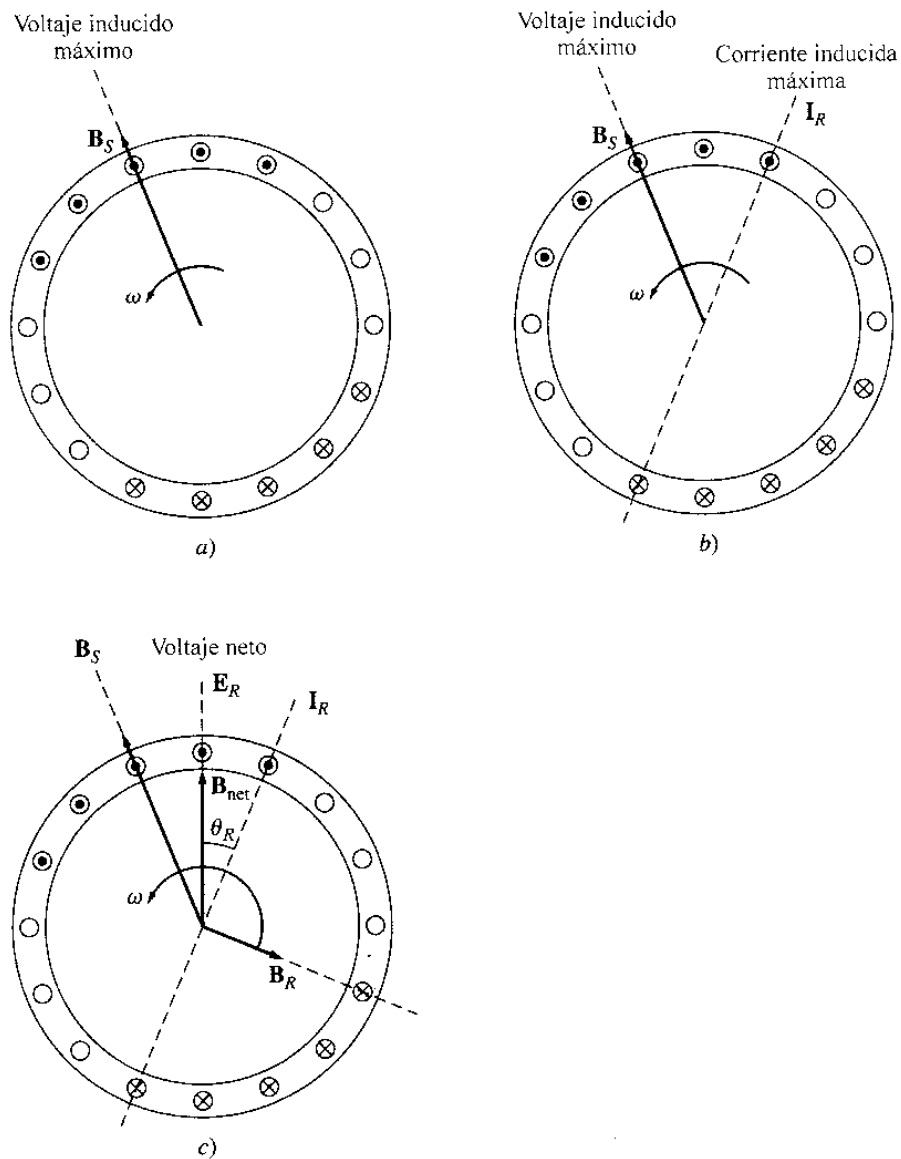 Voltaje inducido
máximo
B_S
ω
a)
Voltaje inducido
máximo
Corriente inducida
máxima
I_R
B_S
ω
b)
B_S
Voltaje neto
E_R
I_R
B_net
θ_R
ω
B_R
c)